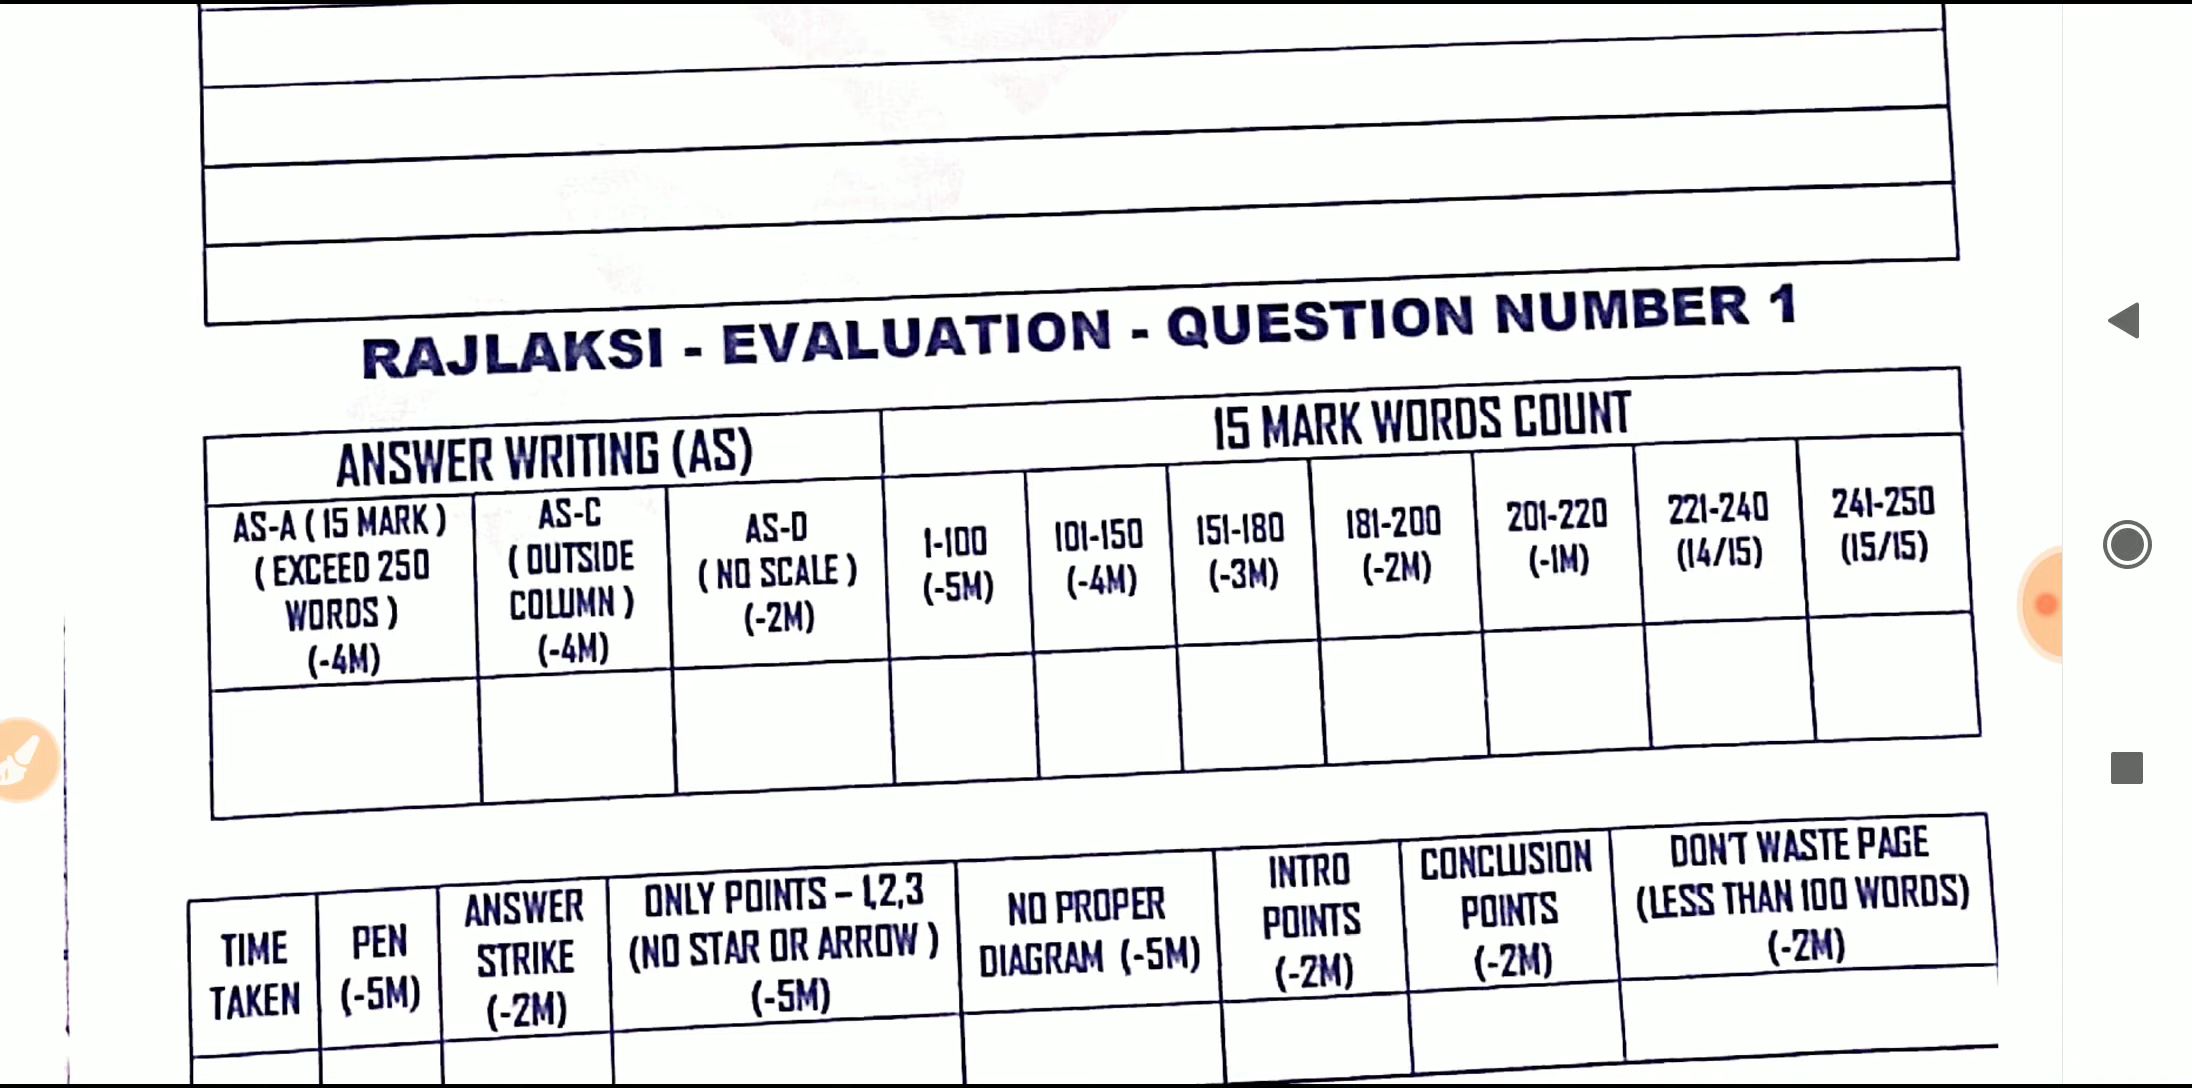 RAJLAKSI - EVALUATION - QUESTION NUMBER 1
ANSWER WRITING (AS)
15 MARK WORDS COUNT
AS-A ( 15 MARK )
( EXCEED 250
WORDS )
(-4M)
AS-C
( OUTSIDE
COLUMN )
(-4M)
AS-D
( NO SCALE )
(-2M)
1-100
(-5M)
101-150
(-4M)
151-180
(-3M)
181-200
(-2M)
201-220
(-1M)
221-240
(14/15)
241-250
(15/15)
TIME
TAKEN
PEN
(-5M)
ANSWER
STRIKE
(-2M)
ONLY POINTS – 1,2,3
(NO STAR OR ARROW )
(-5M)
NO PROPER
DIAGRAM (-5M)
INTRO
POINTS
(-2M)
CONCLUSION
POINTS
(-2M)
DON'T WASTE PAGE
(LESS THAN 100 WORDS)
(-2M)